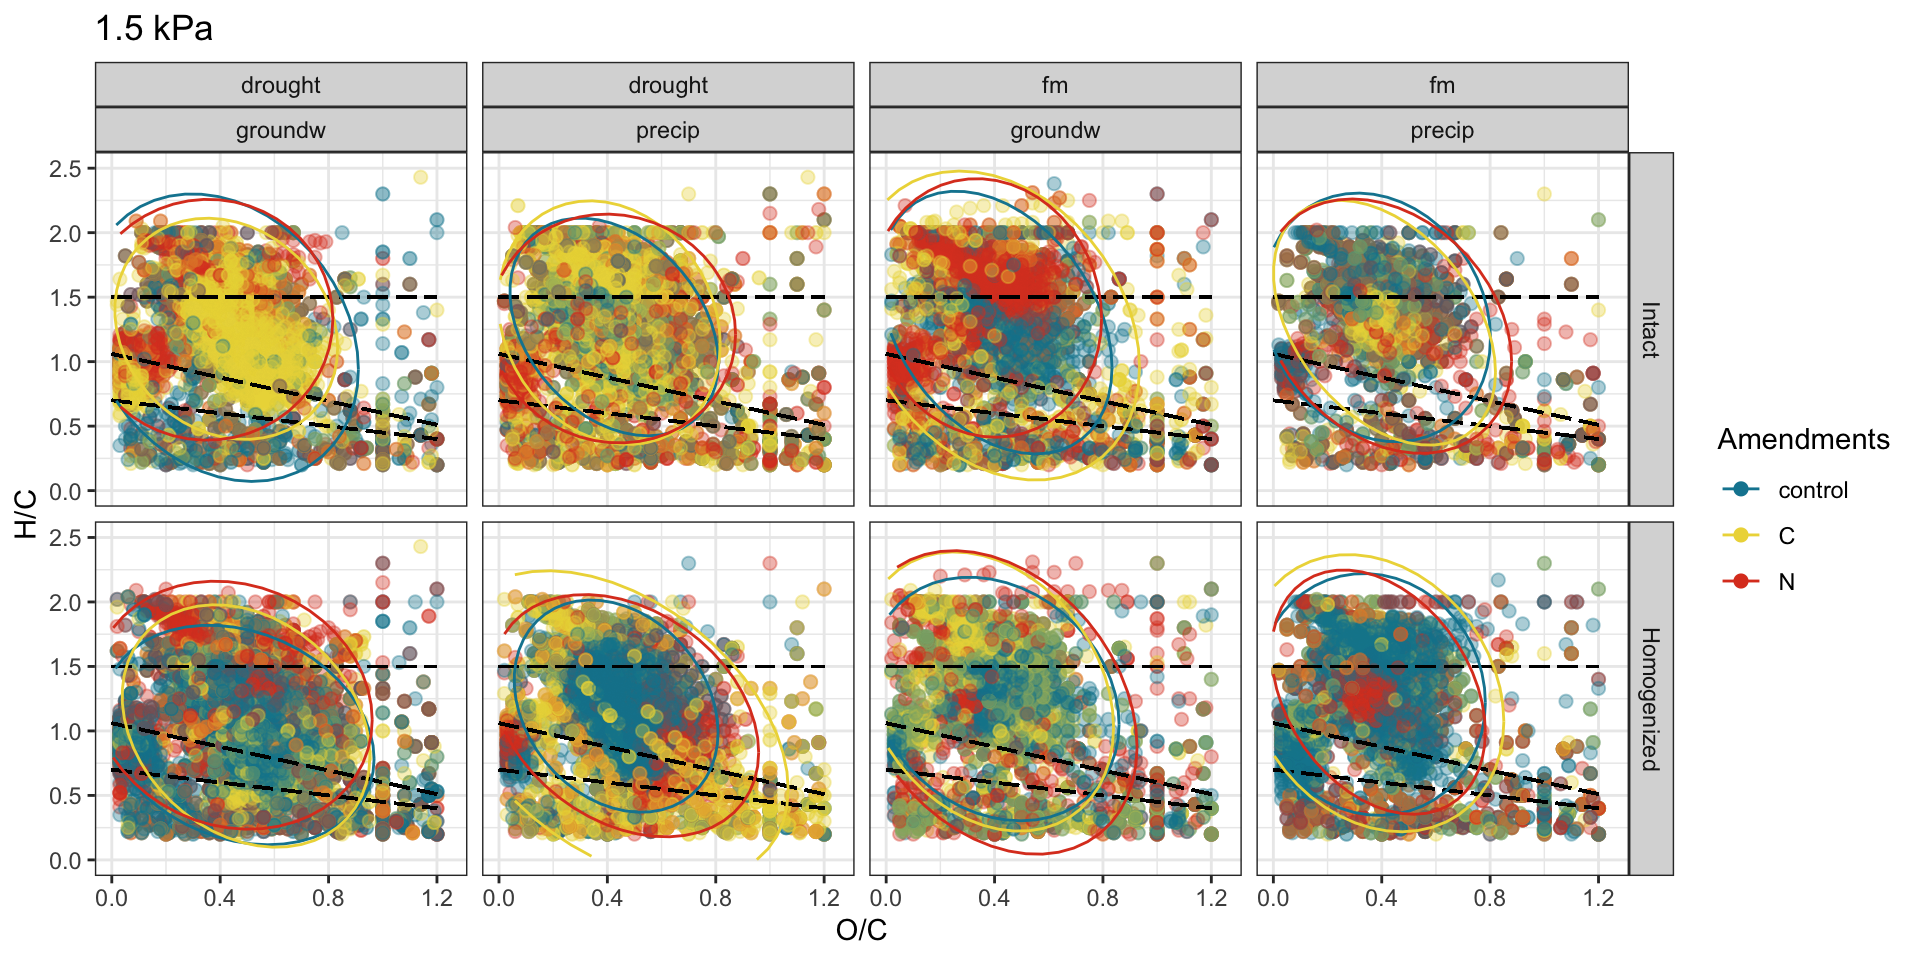 1.5 kPa
drought drought fm fm
groundw precip groundw precip
2.5
2.0
1.5
1.0
0.5
0.0
Intact
H/C
2.5
2.0
1.5
1.0
0.5
0.0
Homogenized
0.0 0.4 0.8 1.2 0.0 0.4 0.8 1.2 0.0 0.4 0.8 1.2 0.0 0.4 0.8 1.2
O/C
Amendments
control
C
N